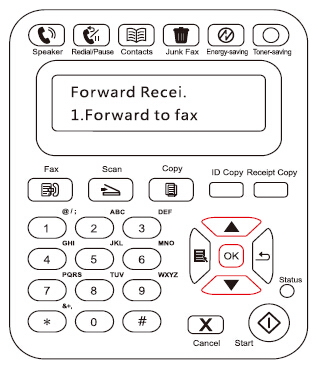 Speaker Redial/Pause Contacts Junk Fax Energy-saving Toner-saving
Forward Recei.
1.Forward to fax
Fax Scan Copy ID Copy Receipt Copy
@/: ABC DEF
1 2 3
GHI JKL MNO
4 5 6
OK
PQRS TUV WXYZ
7 8 9
Status
&+,
* 0 #
X
Cancel Start